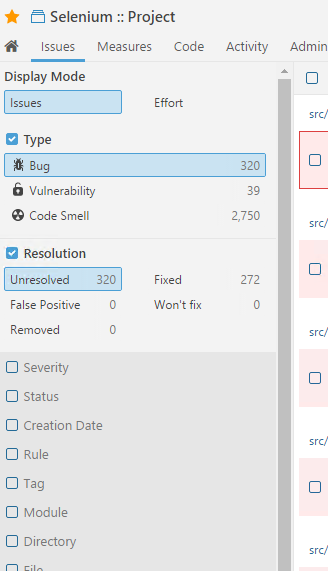 Selenium :: Project
Issues Measures Code Activity Admin
Display Mode
Issues Effort
Type
Bug 320
Vulnerability 39
Code Smell 2,750
Resolution
Unresolved 320 Fixed 272
False Positive 0 Won't fix 0
Removed 0
Severity
Status
Creation Date
Rule
Tag
Module
Directory
File
src/
src/
src/
src/
src/